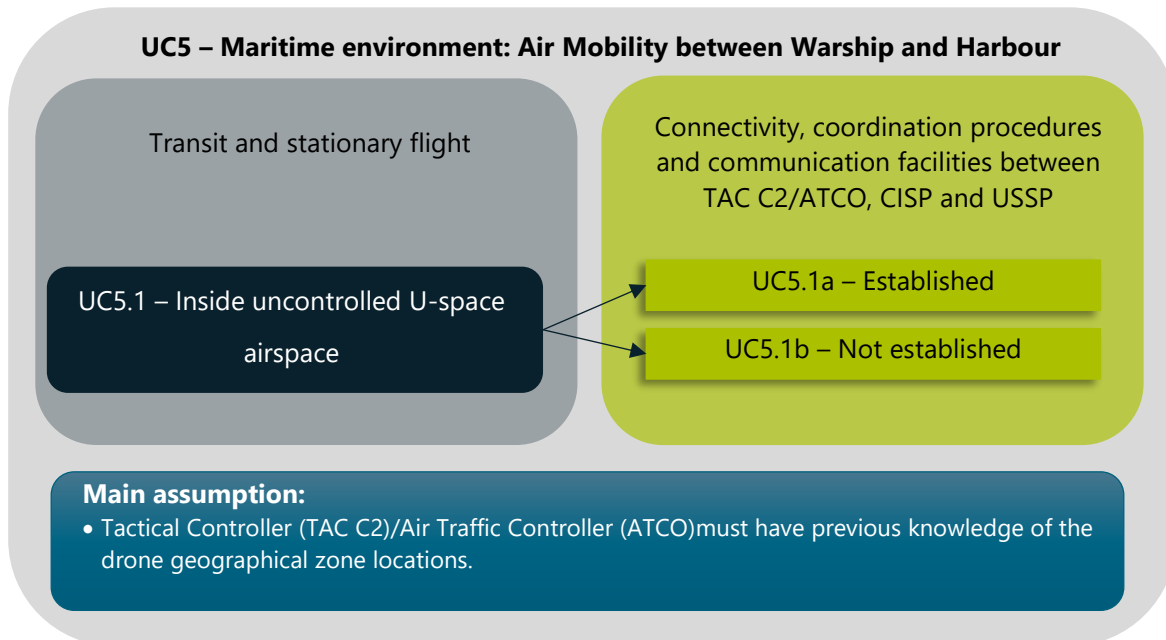 UC5 – Maritime environment: Air Mobility between Warship and Harbour
Transit and stationary flight
UC5.1 – Inside uncontrolled U-space
airspace
Connectivity, coordination procedures
and communication facilities between
TAC C2/ATCO, CISP and USSP
UC5.1a – Established
UC5.1b – Not established
Main assumption:
• Tactical Controller (TAC C2)/Air Traffic Controller (ATCO)must have previous knowledge of the
drone geographical zone locations.